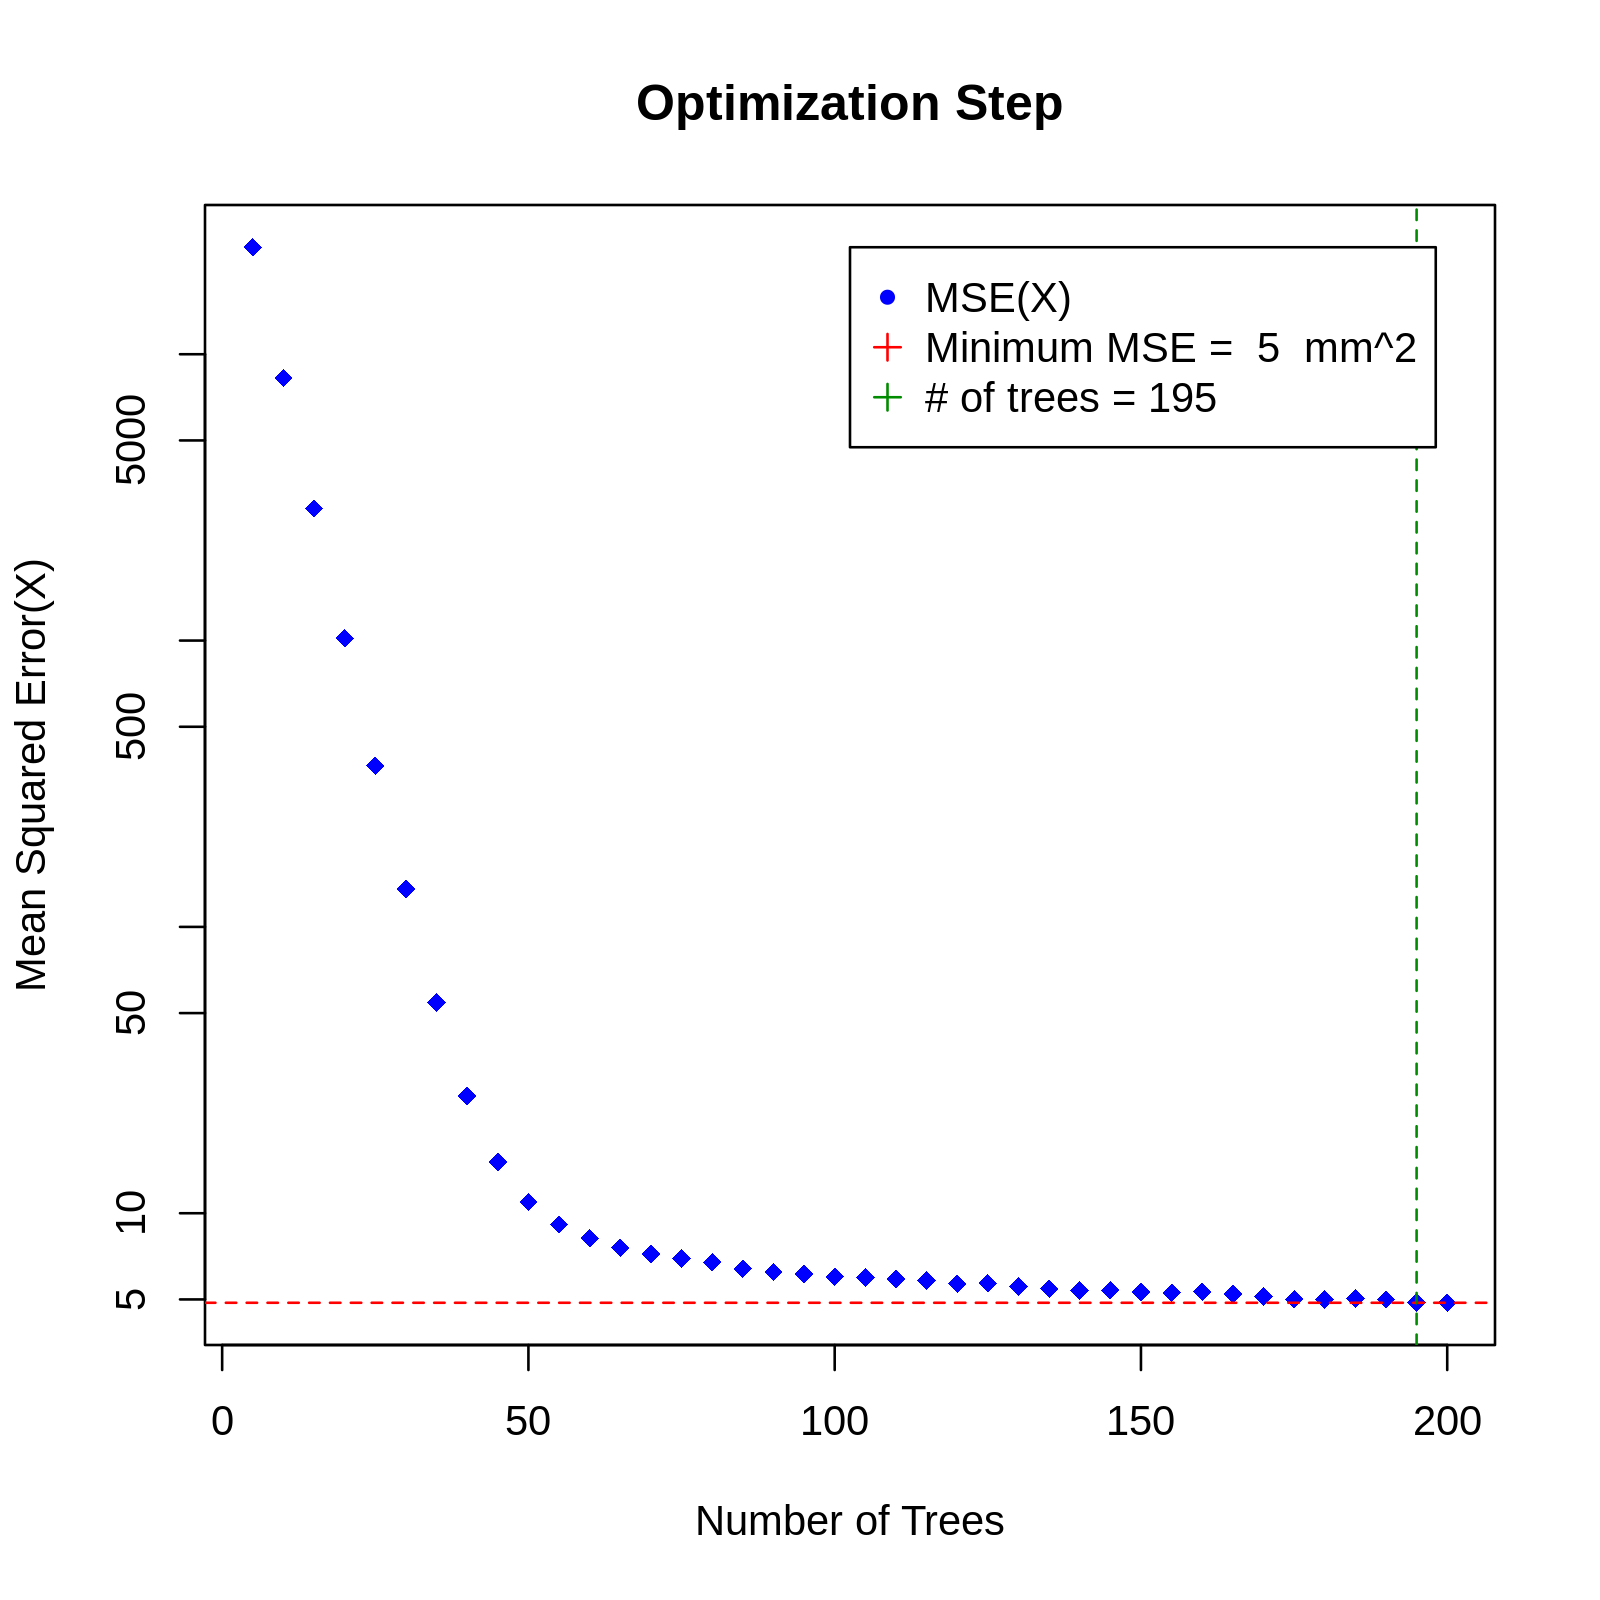 Optimization Step
MSE(X)
Minimum MSE =  5  mm^2
# of trees = 195
Mean Squared Error(X)
5000
500
50
10
5
0 50 100 150 200
Number of Trees